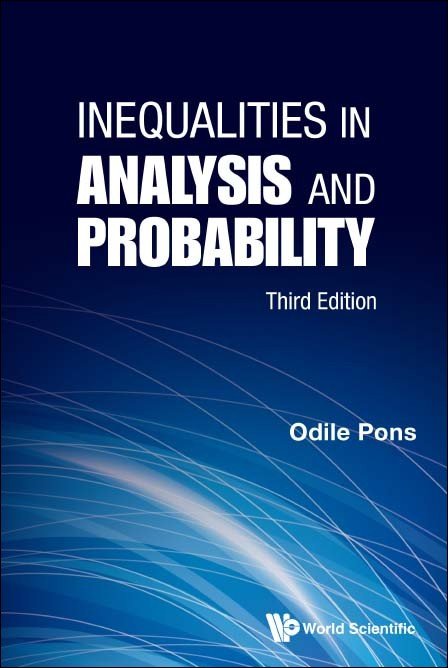 INEQUALITIES IN
ANALYSIS AND
PROBABILITY
Third Edition
Odile Pons
World Scientific